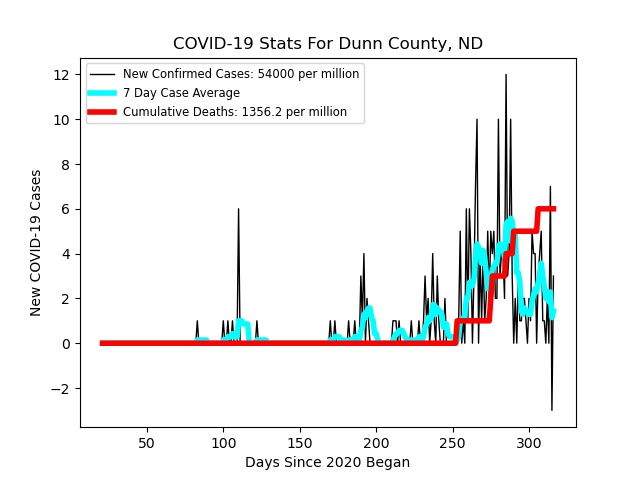 COVID-19 Stats For Dunn County, ND
New Confirmed Cases: 54000 per million
7 Day Case Average
Cumulative Deaths: 1356.2 per million
12
10
8
6
4
2
0
−2
New COVID-19 Cases
50 100 150 200 250 300
Days Since 2020 Began